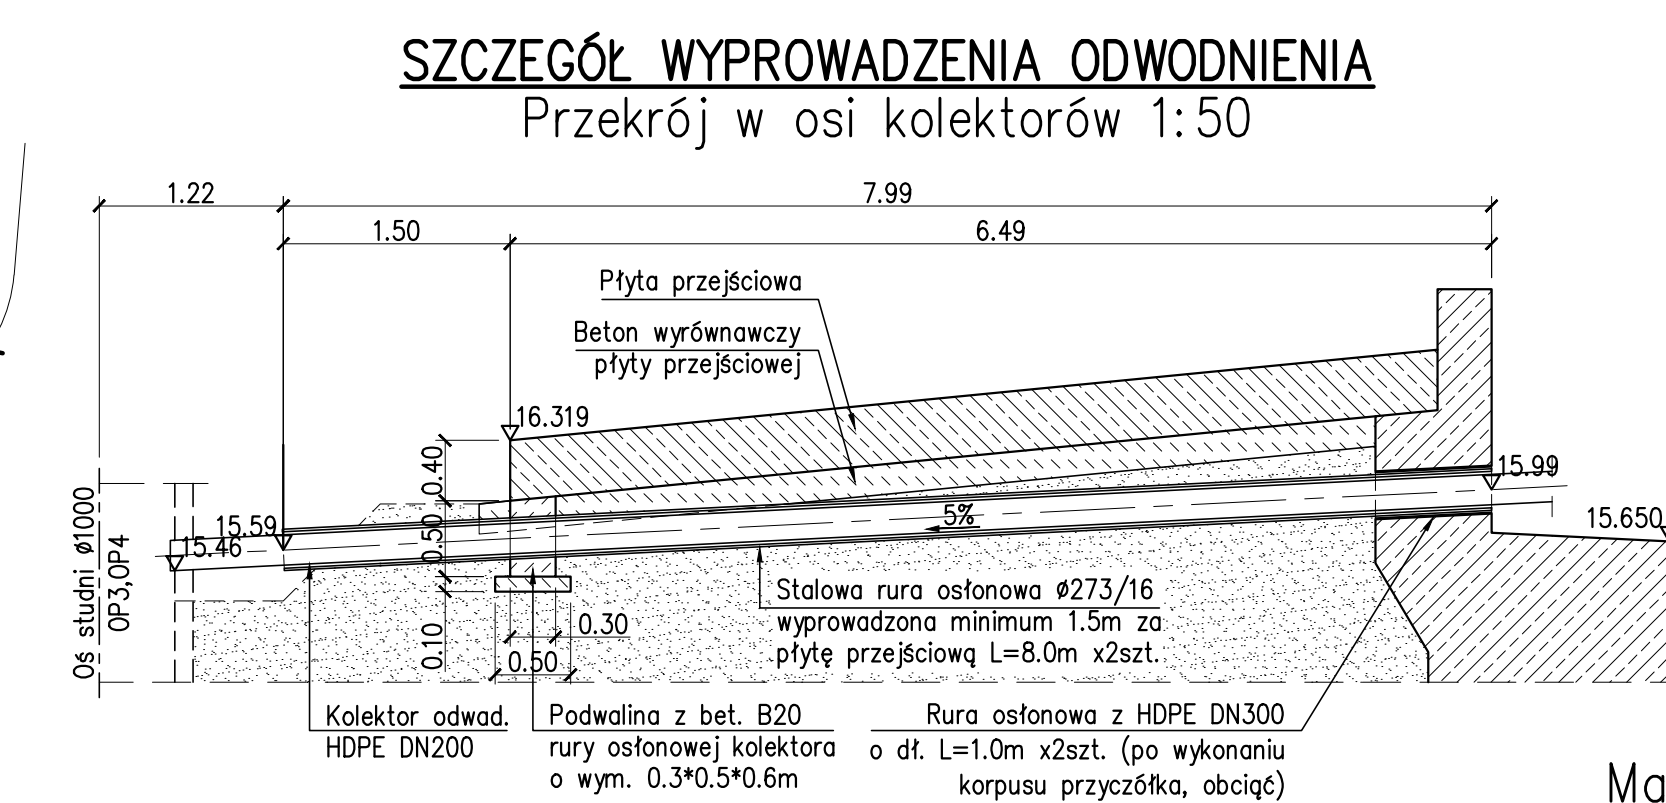 SZCZEGÓŁ WYPROWADZENIA ODWODNIENIA
Przekrój w osi kolektorów 1:50
1.22
7.99
1.50
6.49
Płyta przejściowa
Beton wyrównawczy
płyty przejściowej
16.319
0.40
0.50
0.10
15.99
15.650
15.59
15.46
5%
Oś studni ø1000
OP3,OP4
0.30
0.50
Stalowa rura osłonowa ø273/16
wyprowadzona minimum 1.5m za
płytę przejściową L=8.0m x2szt.
Kolektor odwad.
HDPE DN200
Podwalina z bet. B20
rury osłonowej kolektora
o wym. 0.3*0.5*0.6m
Rura osłonowa z HDPE DN300
o dł. L=1.0m x2szt. (po wykonaniu
korpusu przyczółka, obciąć)
Ma